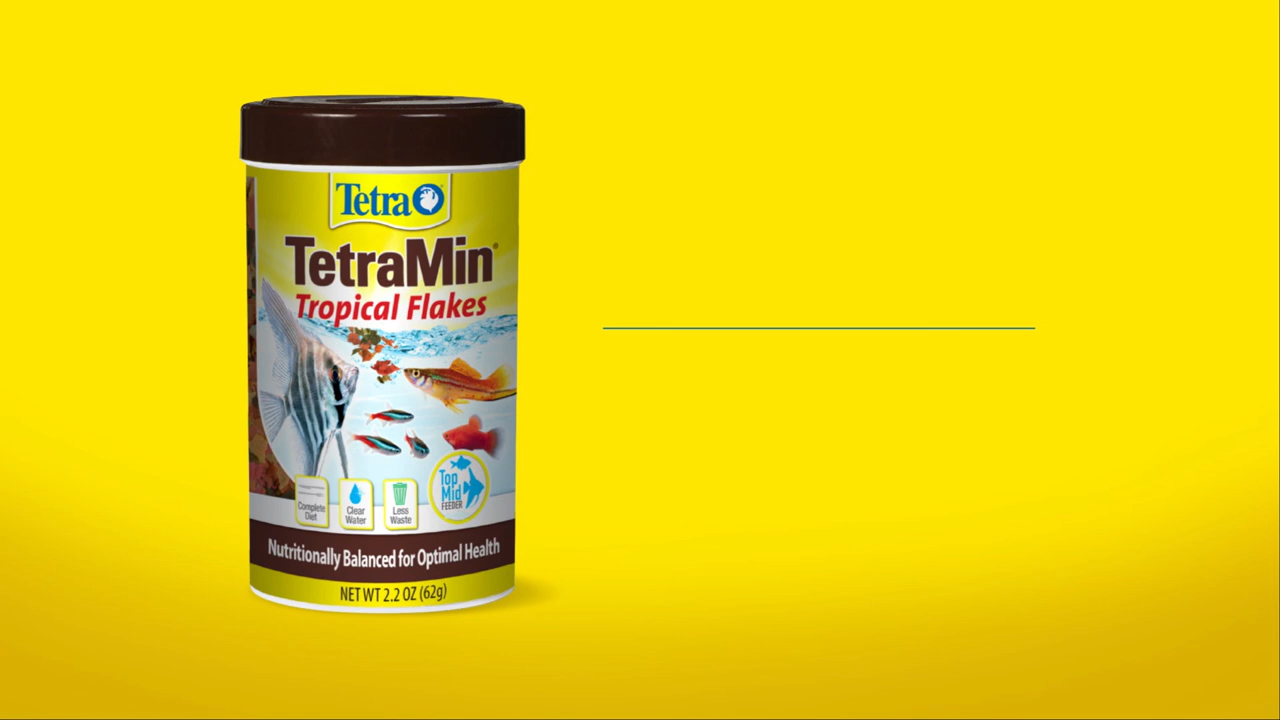 Tetra
TetraMin®
Tropical Flakes
Top
Mid
FEEDER
Complete
Diet
Clear
Water
Less
Waste
Nutritionally Balanced for Optimal Health
NET WT 2.2 OZ (62g)